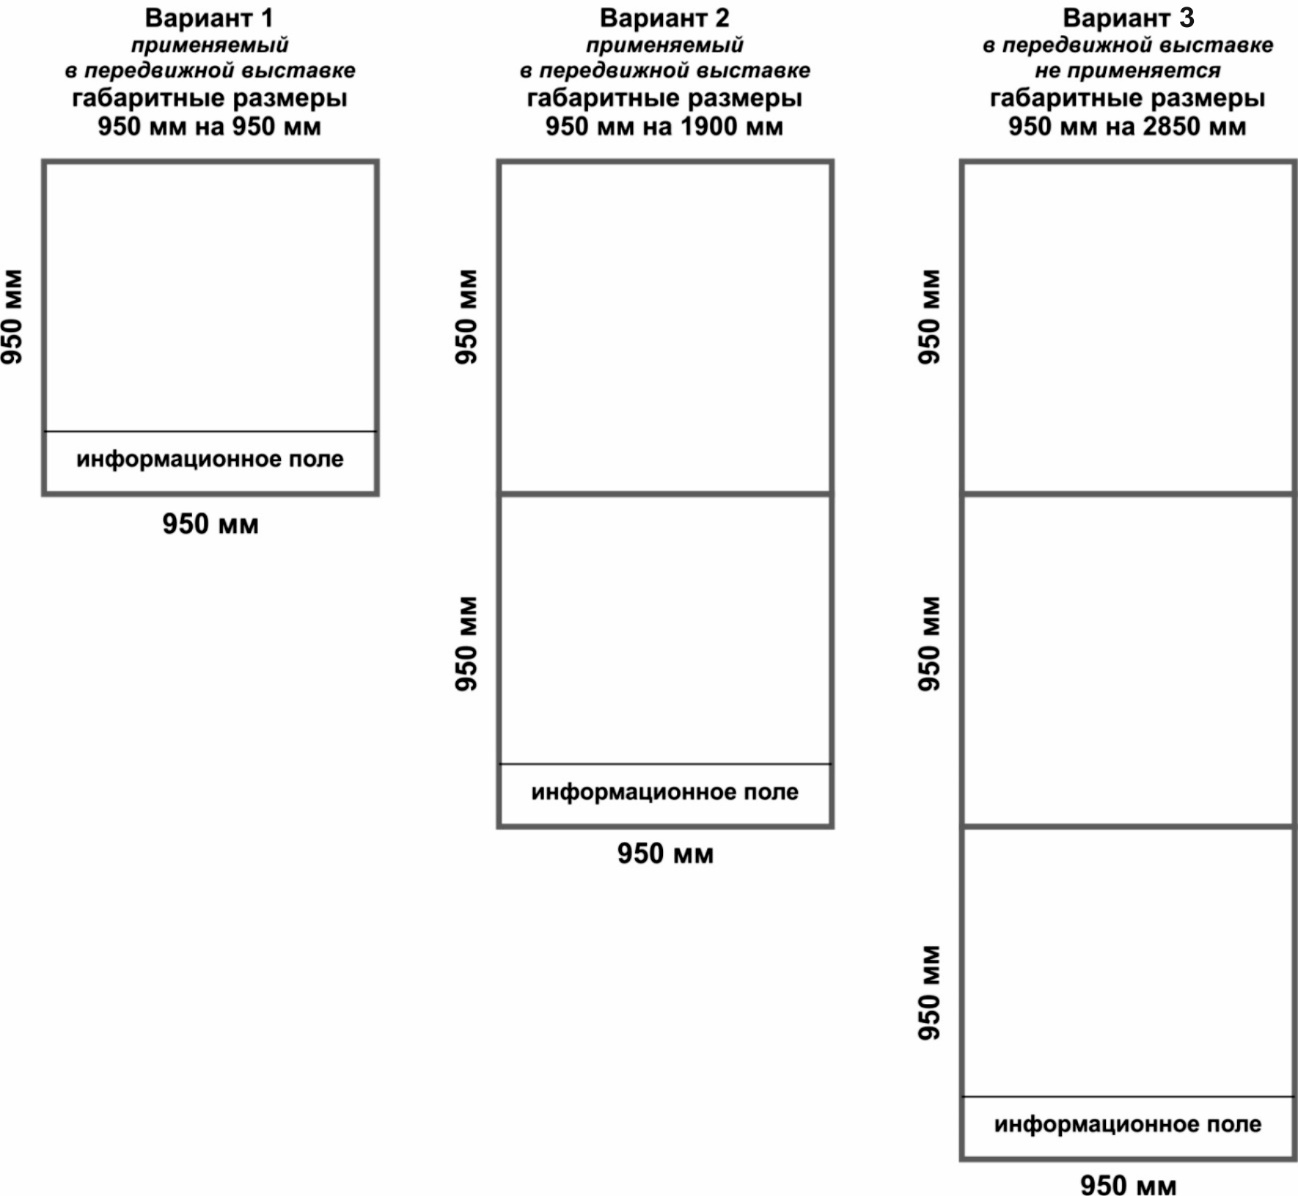 Вариант 1
применяемый
в передвижной выставке
габаритные размеры
950 мм на 950 мм
950 мм
информационное поле
950 мм
Вариант 2
применяемый
в передвижной выставке
габаритные размеры
950 мм на 1900 мм
950 мм
950 мм
информационное поле
950 мм
Вариант 3
в передвижной выставке
не применяется
габаритные размеры
950 мм на 2850 мм
950 мм
950 мм
950 мм
информационное поле
950 мм